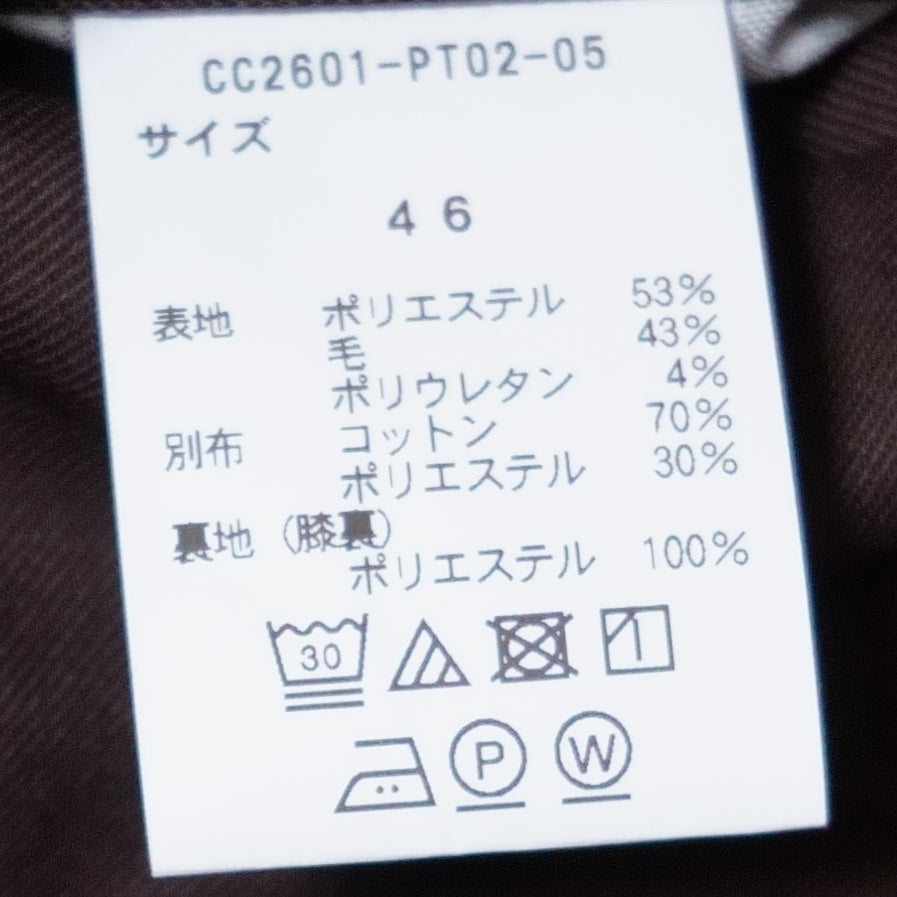 CC2601-PT02-05
サイズ
４６
表地 ポリエステル 53%
毛 43%
ポリウレタン 4%
別布 コットン 70%
ポリエステル 30%
裏地（膝裏）
ポリエステル 100%
30
P W